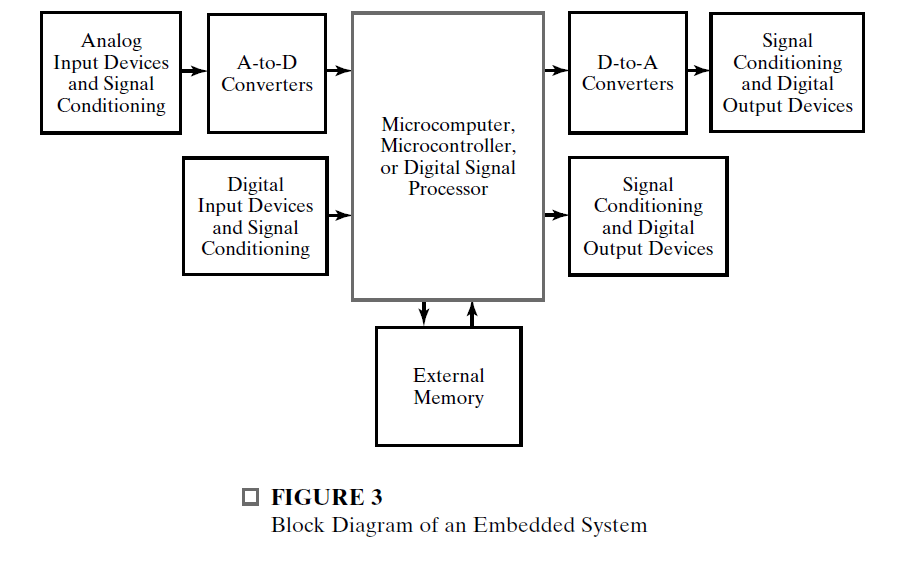 Analog
Input Devices
and Signal
Conditioning
A-to-D
Converters
Microcomputer,
Microcontroller,
or Digital Signal
Processor
D-to-A
Converters
Signal
Conditioning
and Digital
Output Devices
Digital
Input Devices
and Signal
Conditioning
Signal
Conditioning
and Digital
Output Devices
External
Memory
FIGURE 3
Block Diagram of an Embedded System